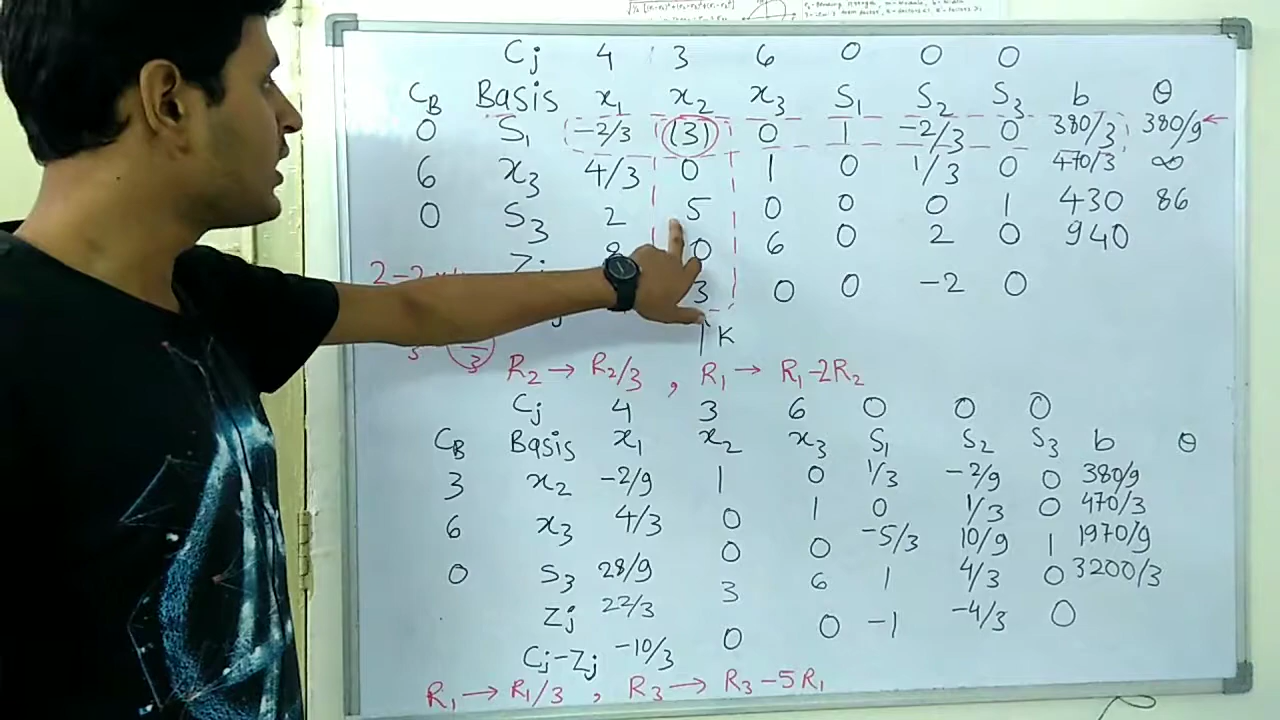 Cj 4 3 6 0 0 0
CB Basis x₁ x₂ x₃ S₁ S₂ S₃ b θ
0 S₁ -2/3 (3) 0 1 -2/3 0 380/3 380/9 ←
6 x₃ 4/3 0 1 0 1/3 0 470/3 ∞
0 S₃ 2 5 0 0 0 1 430 86
Zj 8 0 6 0 2 0 940
3 0 0 -2 0
↑ K
R₂ → R₂/3 , R₁ → R₁-2R₂
Cj 4 3 6 0 0 0
CB Basis x₁ x₂ x₃ S₁ S₂ S₃ b θ
3 x₂ -2/9 1 0 1/3 -2/9 0 380/9
6 x₃ 4/3 0 1 0 1/3 0 470/3
0 S₃ 28/9 0 0 -5/3 10/9 1 1970/9
Zj 22/3 3 6 1 4/3 0 3200/3
Cj-Zj -10/3 0 0 -1 -4/3 0
R₁ → R₁/3 , R₃ → R₃-5R₁